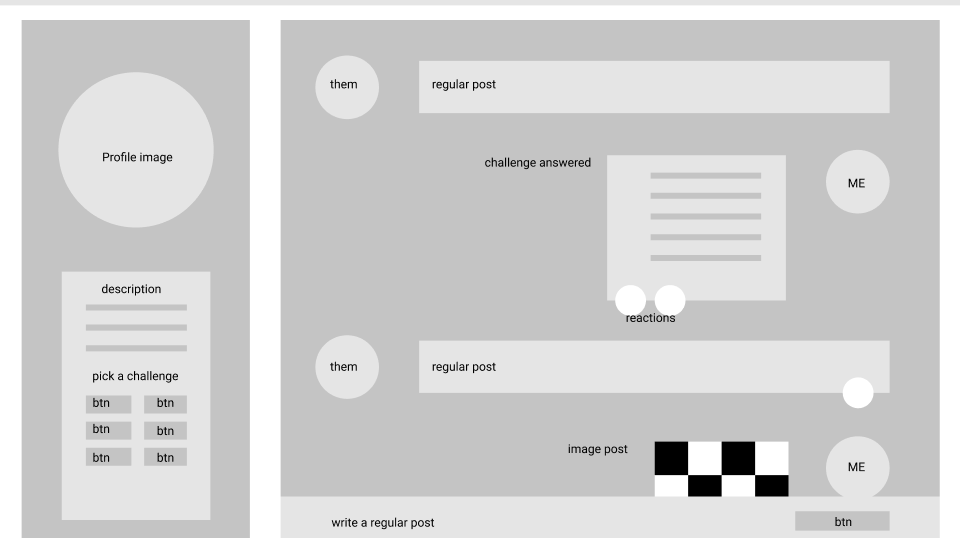 Profile image
description
pick a challenge
btn btn
btn btn
btn btn
them
regular post
challenge answered
ME
reactions
them
regular post
image post
ME
write a regular post
btn